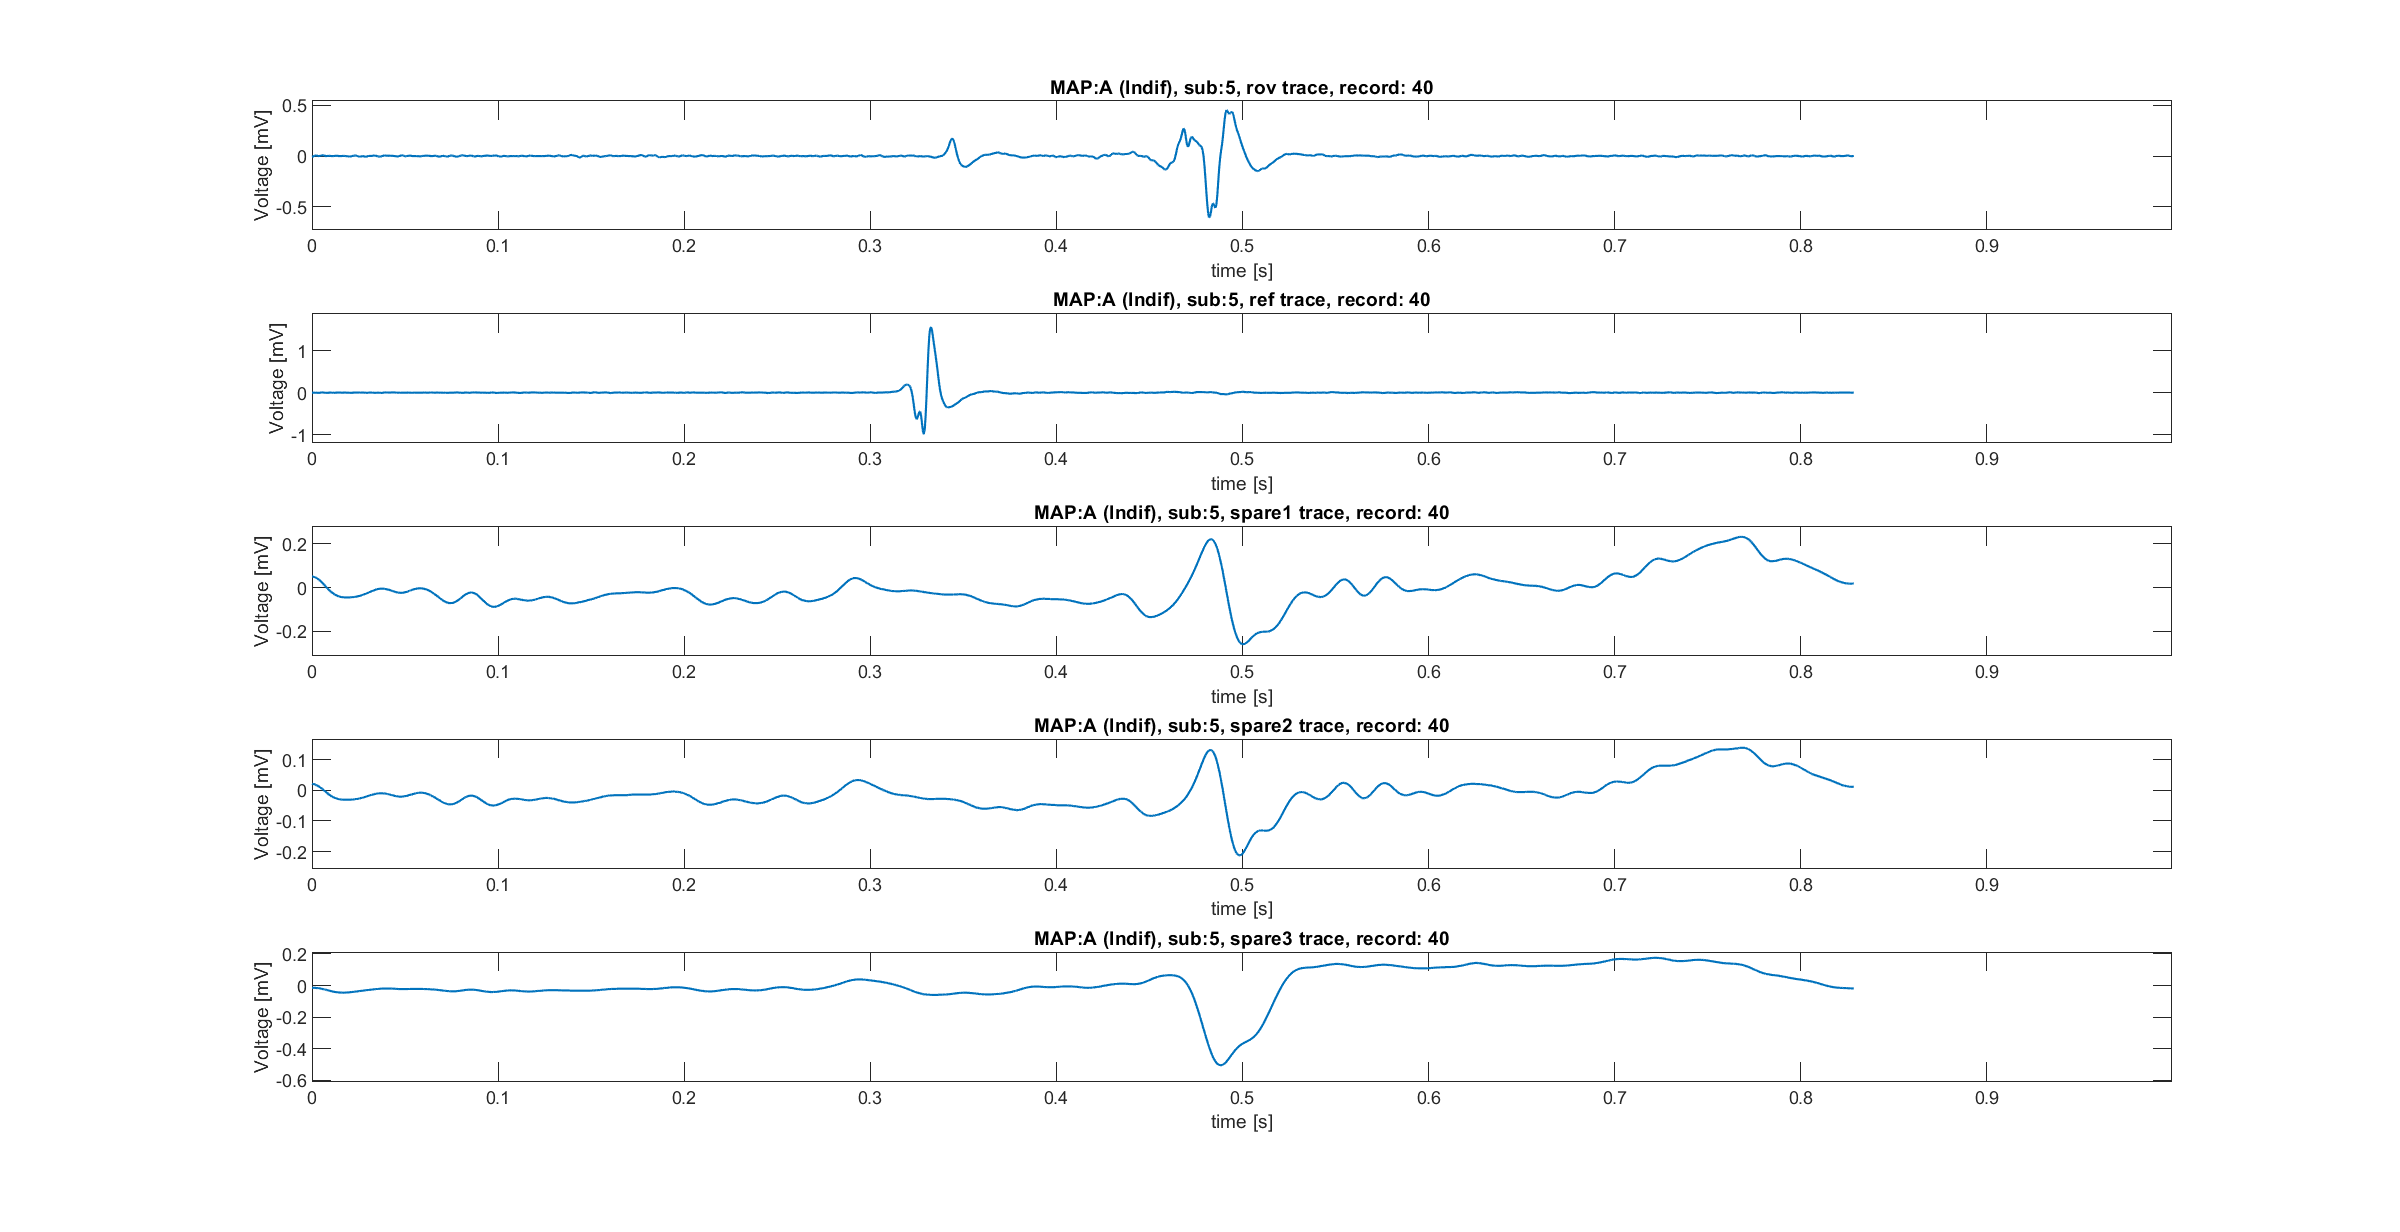 MAP:A (Indif), sub:5, rov trace, record: 40
Voltage [mV]
0.5
0
-0.5
0 0.1 0.2 0.3 0.4 0.5 0.6 0.7 0.8 0.9
time [s]
MAP:A (Indif), sub:5, ref trace, record: 40
Voltage [mV]
1
0
-1
0 0.1 0.2 0.3 0.4 0.5 0.6 0.7 0.8 0.9
time [s]
MAP:A (Indif), sub:5, spare1 trace, record: 40
Voltage [mV]
0.2
0
-0.2
0 0.1 0.2 0.3 0.4 0.5 0.6 0.7 0.8 0.9
time [s]
MAP:A (Indif), sub:5, spare2 trace, record: 40
Voltage [mV]
0.1
0
-0.1
-0.2
0 0.1 0.2 0.3 0.4 0.5 0.6 0.7 0.8 0.9
time [s]
MAP:A (Indif), sub:5, spare3 trace, record: 40
Voltage [mV]
0.2
0
-0.2
-0.4
-0.6
0 0.1 0.2 0.3 0.4 0.5 0.6 0.7 0.8 0.9
time [s]